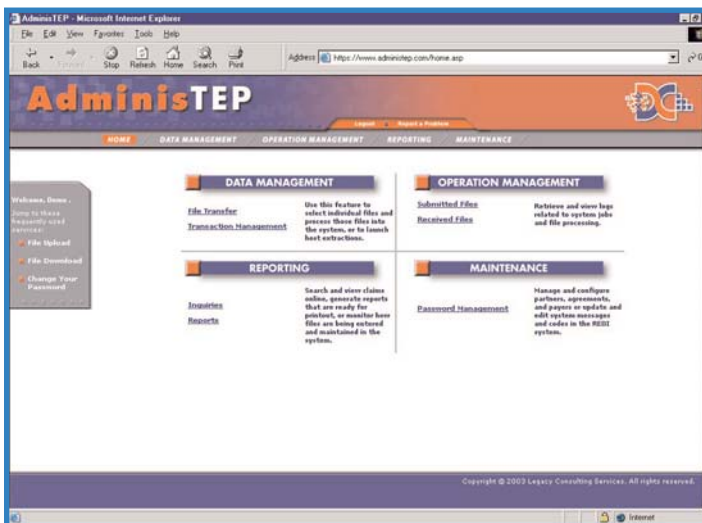 AdminisTEP - Microsoft Internet Explorer
File Edit View Favorites Tools Help
Back Forward Stop Refresh Home Search Print Address https://www.administep.com/home.asp
AdminisTEP
Logout Report a Problem
HOME DATA MANAGEMENT OPERATION MANAGEMENT REPORTING MAINTENANCE
Welcome, Demo .
Jump to these
frequently used
services:
File Upload
File Download
Change Your
Password
DATA MANAGEMENT
File Transfer
Transaction Management
Use this feature to
select individual files and
process those files into
the system, or to launch
host extractions.
OPERATION MANAGEMENT
Submitted Files
Received Files
Retrieve and view logs
related to system jobs
and file processing.
REPORTING
Inquiries
Reports
Search and view claims
online, generate reports
that are ready for
printout, or monitor how
files are being entered
and maintained in the
system.
MAINTENANCE
Password Management
Manage and configure
partners, agreements,
and payers or update and
edit system messages
and codes in the REDI
system.
Copyright © 2003 Legacy Consulting Services. All rights reserved.
Internet